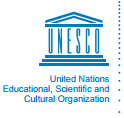 UNESCO
United Nations
Educational, Scientific and
Cultural Organization